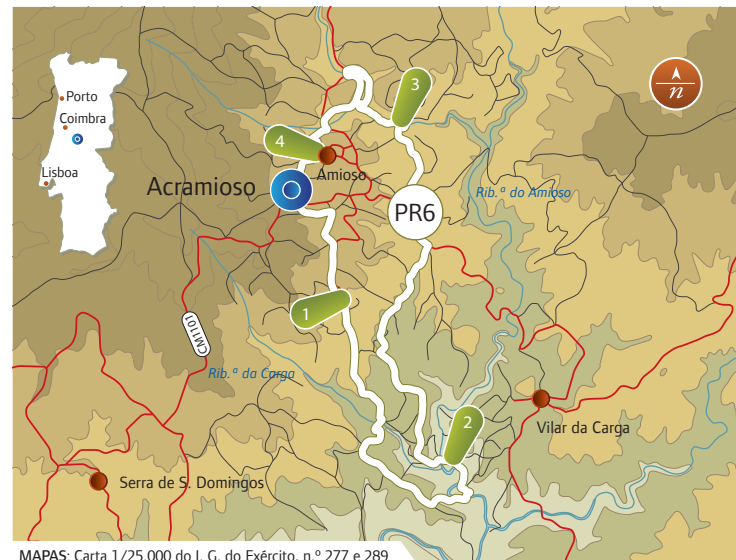 Porto
Coimbra
Lisboa
n
3
4
Amioso
Acramioso
Rib.ª do Amioso
PR6
1
CM1101
Rib.ª da Carga
2
Vilar da Carga
Serra de S. Domingos
MAPAS: Carta 1/25 000 do I. G. do Exército, n.º 277 e 289